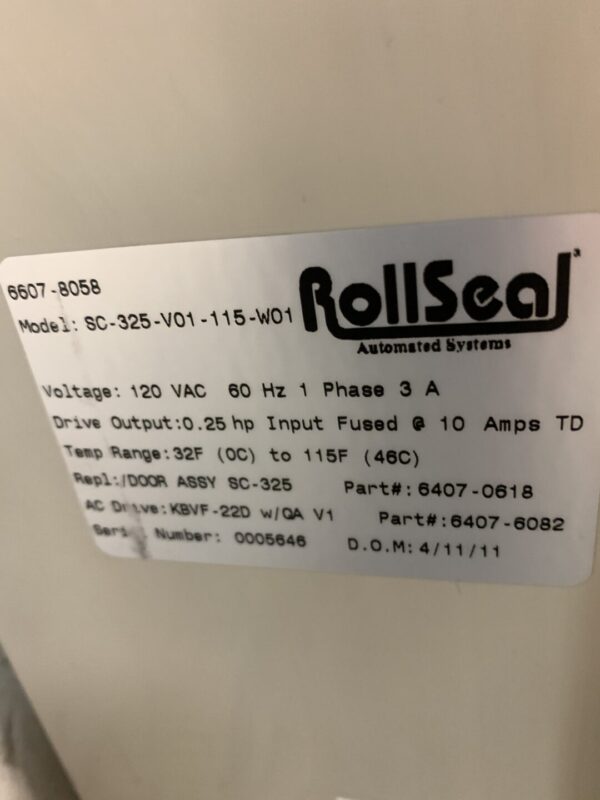 6607-8058
Model: SC-325-V01-115-W01
RollSeal
Automated Systems
Voltage: 120 VAC 60 Hz 1 Phase 3 A
Drive Output:0.25 hp Input Fused @ 10 Amps TD
Temp Range:32F (0C) to 115F (46C)
Repl:/DOOR ASSY SC-325 Part#:6407-0618
AC Drive:KBVF-22D w/QA V1 Part#:6407-6082
Serial Number: 0005646 D.O.M:4/11/11